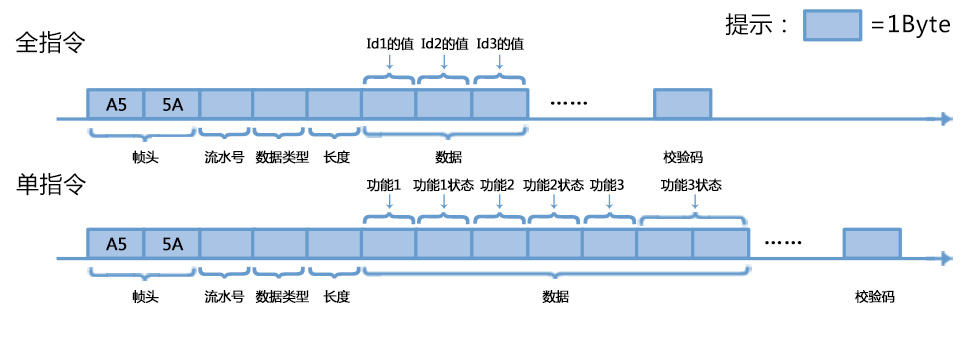 提示： =1Byte
全指令
Id1的值 Id2的值 Id3的值
A5 5A ……
帧头 流水号 数据类型 长度 数据 校验码
单指令
功能1 功能1状态 功能2 功能2状态 功能3 功能3状态
A5 5A ……
帧头 流水号 数据类型 长度 数据 校验码